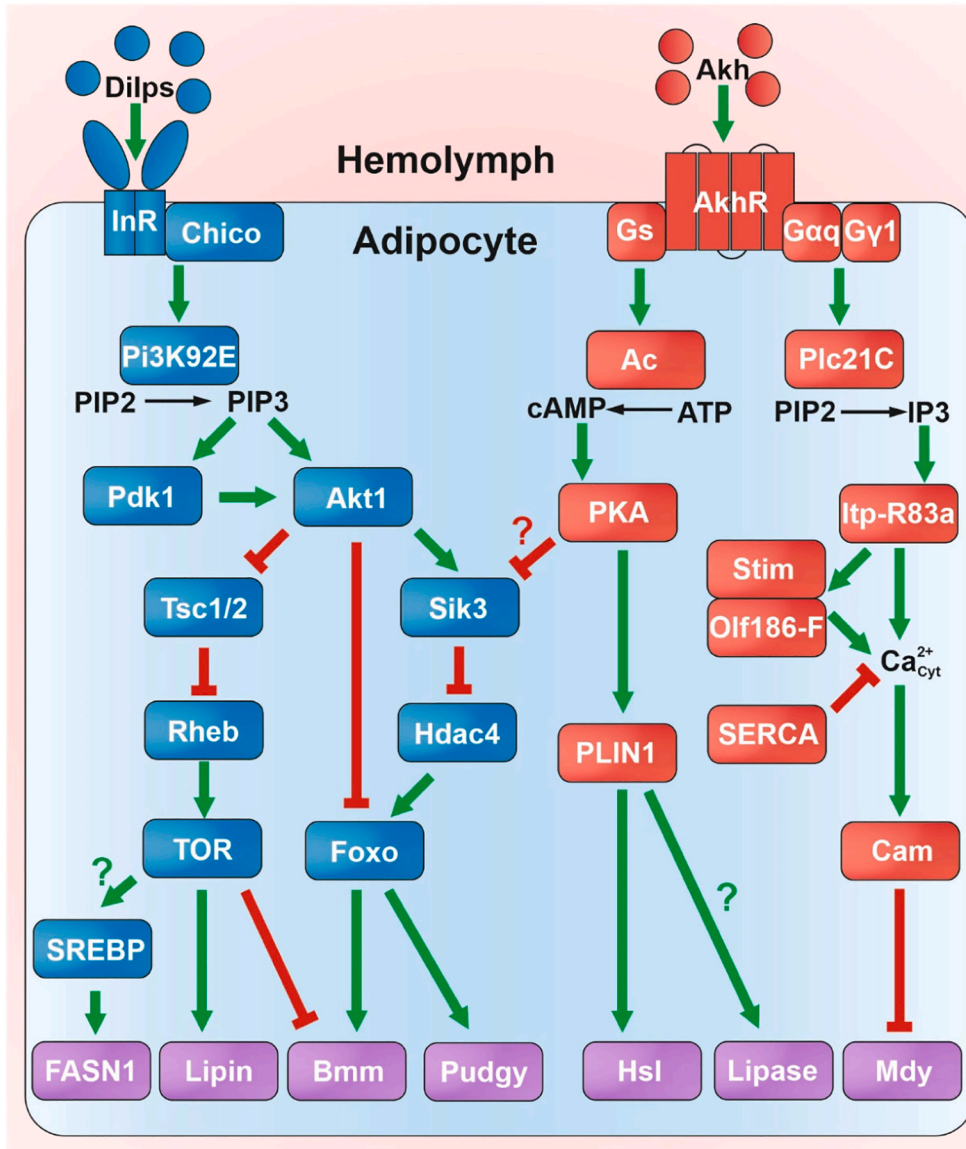 Dilps
Akh
Hemolymph
InR
Chico
Adipocyte
Gs
AkhR
Gαq
Gγ1
Pi3K92E
Ac
Plc21C
PIP2
PIP3
cAMP
ATP
PIP2
IP3
Pdk1
Akt1
?
PKA
Itp-R83a
Tsc1/2
Sik3
Stim
Olf186-F
Ca2+Cyt
Rheb
Hdac4
PLIN1
SERCA
TOR
Foxo
Cam
?
?
SREBP
FASN1
Lipin
Bmm
Pudgy
Hsl
Lipase
Mdy